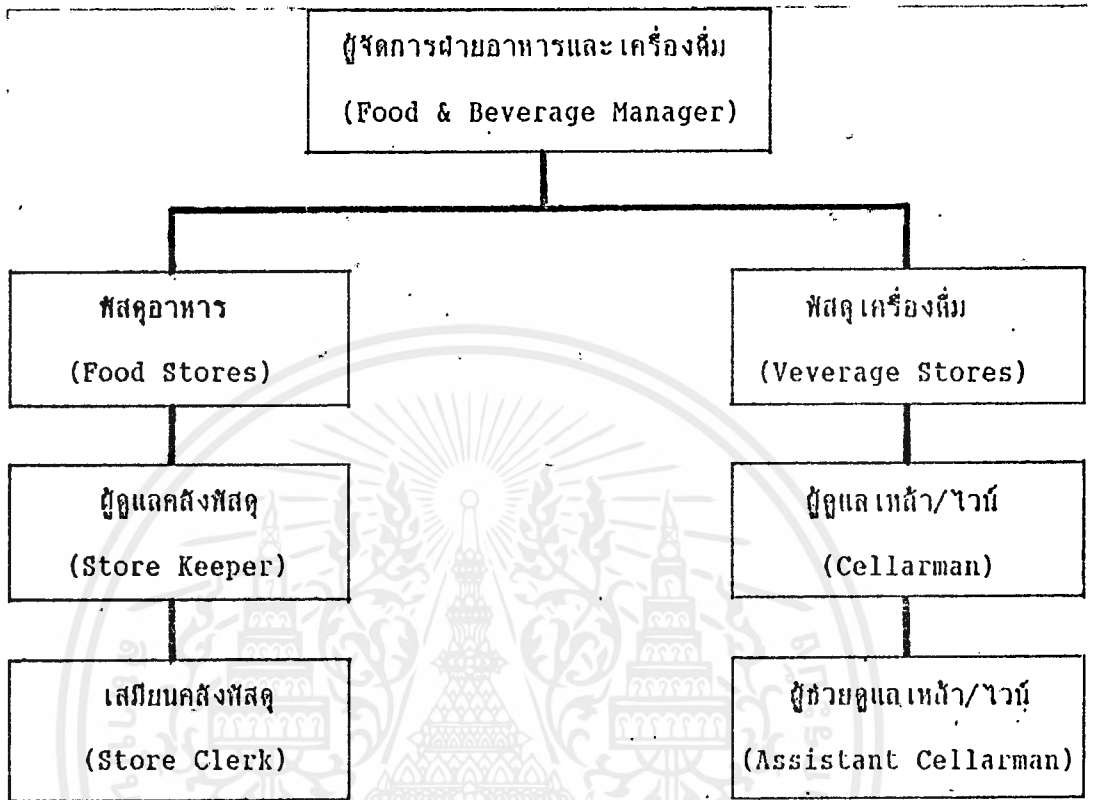 ผู้จัดการฝ่ายอาหารและเครื่องดื่ม
(Food & Beverage Manager)
พัสดุอาหาร
(Food Stores)
พัสดุเครื่องดื่ม
(Veverage Stores)
ผู้ดูแลคลังพัสดุ
(Store Keeper)
ผู้ดูแลเหล้า/ไวน์
(Cellarman)
เสมียนคลังพัสดุ
(Store Clerk)
ผู้ช่วยดูแลเหล้า/ไวน์
(Assistant Cellarman)